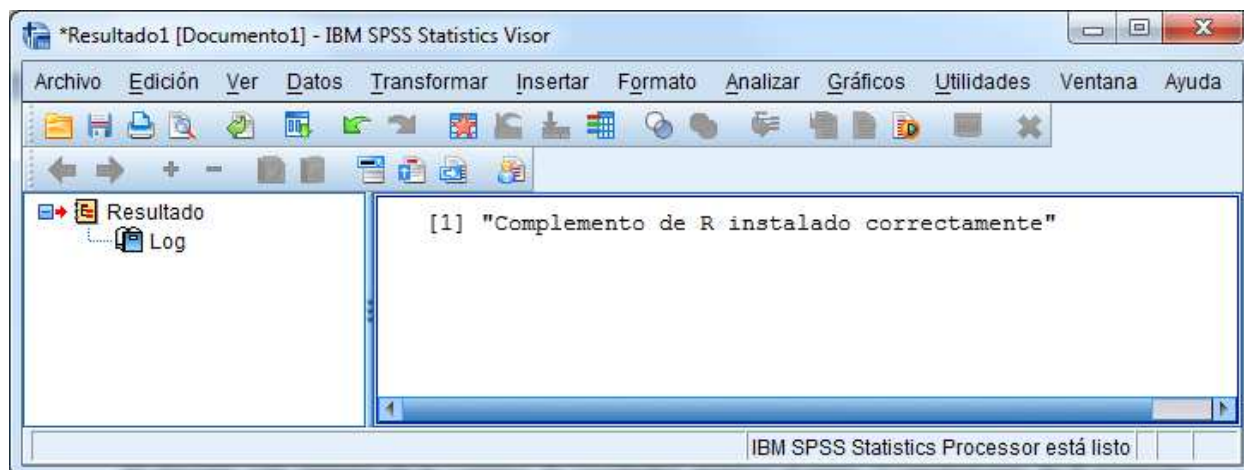 *Resultado1 [Documento1] - IBM SPSS Statistics Visor
Archivo Edición Ver Datos Transformar Insertar Formato Analizar Gráficos Utilidades Ventana Ayuda
Resultado
Log
[1] "Complemento de R instalado correctamente"
IBM SPSS Statistics Processor está listo